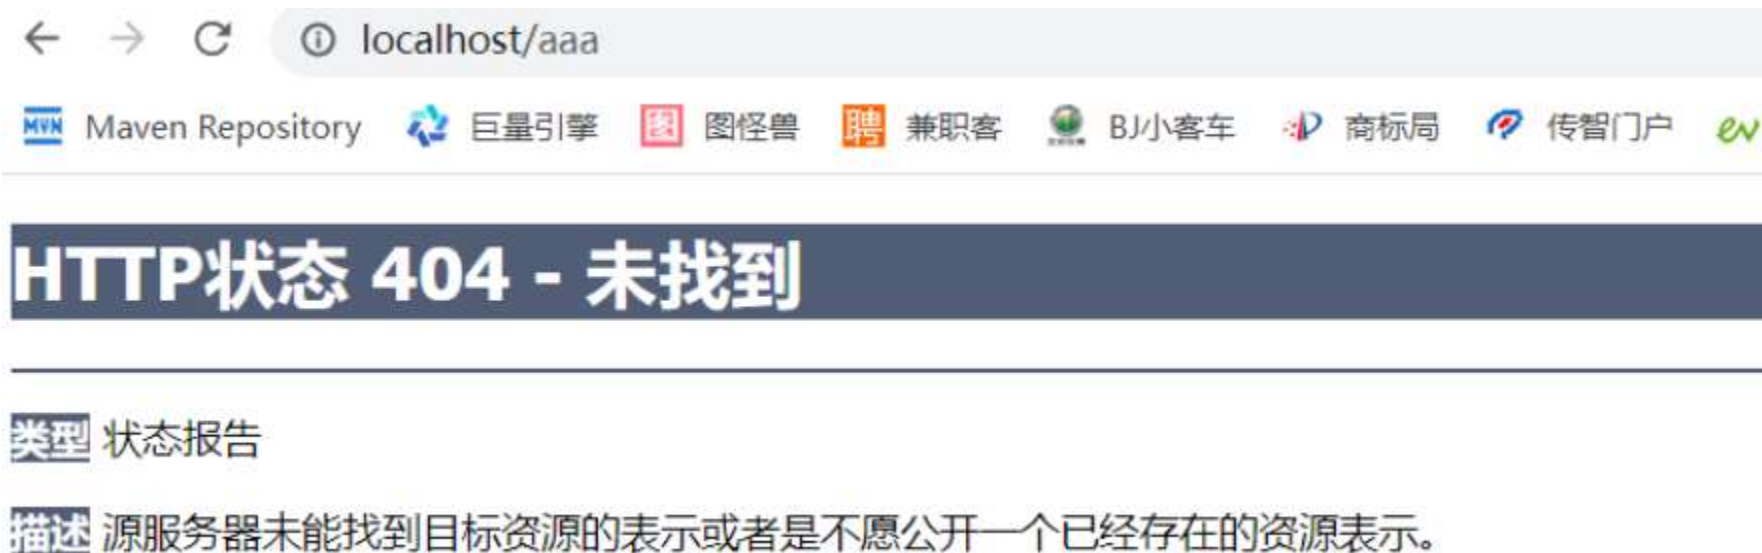 localhost/aaa
MVN Maven Repository 巨量引擎 图 图怪兽 聘 兼职客 BJ小客车 商标局 传智门户 ev
HTTP状态 404 - 未找到
类型 状态报告
描述 源服务器未能找到目标资源的表示或者是不愿公开一个已经存在的资源表示。